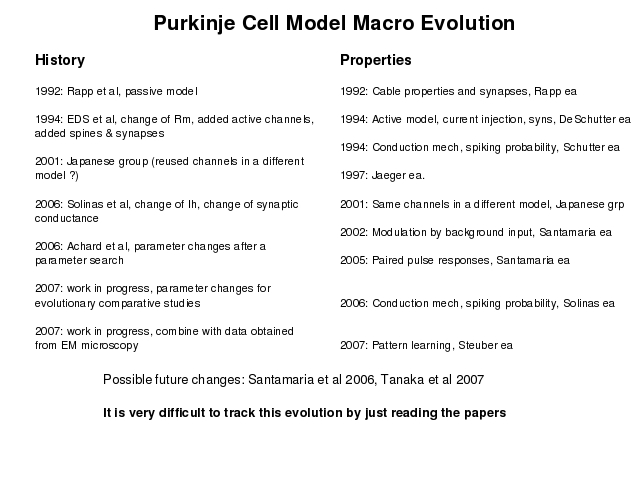 Purkinje Cell Model Macro Evolution
History
1992: Rapp et al, passive model
1994: EDS et al, change of Rm, added active channels,
added spines & synapses
2001: Japanese group (reused channels in a different
model ?)
2006: Solinas et al, change of Ih, change of synaptic
conductance
2006: Achard et al, parameter changes after a
parameter search
2007: work in progress, parameter changes for
evolutionary comparative studies
2007: work in progress, combine with data obtained
from EM microscopy
Properties
1992: Cable properties and synapses, Rapp ea
1994: Active model, current injection, syns, DeSchutter ea
1994: Conduction mech, spiking probability, Schutter ea
1997: Jaeger ea.
2001: Same channels in a different model, Japanese grp
2002: Modulation by background input, Santamaria ea
2005: Paired pulse responses, Santamaria ea
2006: Conduction mech, spiking probability, Solinas ea
2007: Pattern learning, Steuber ea
Possible future changes: Santamaria et al 2006, Tanaka et al 2007
It is very difficult to track this evolution by just reading the papers